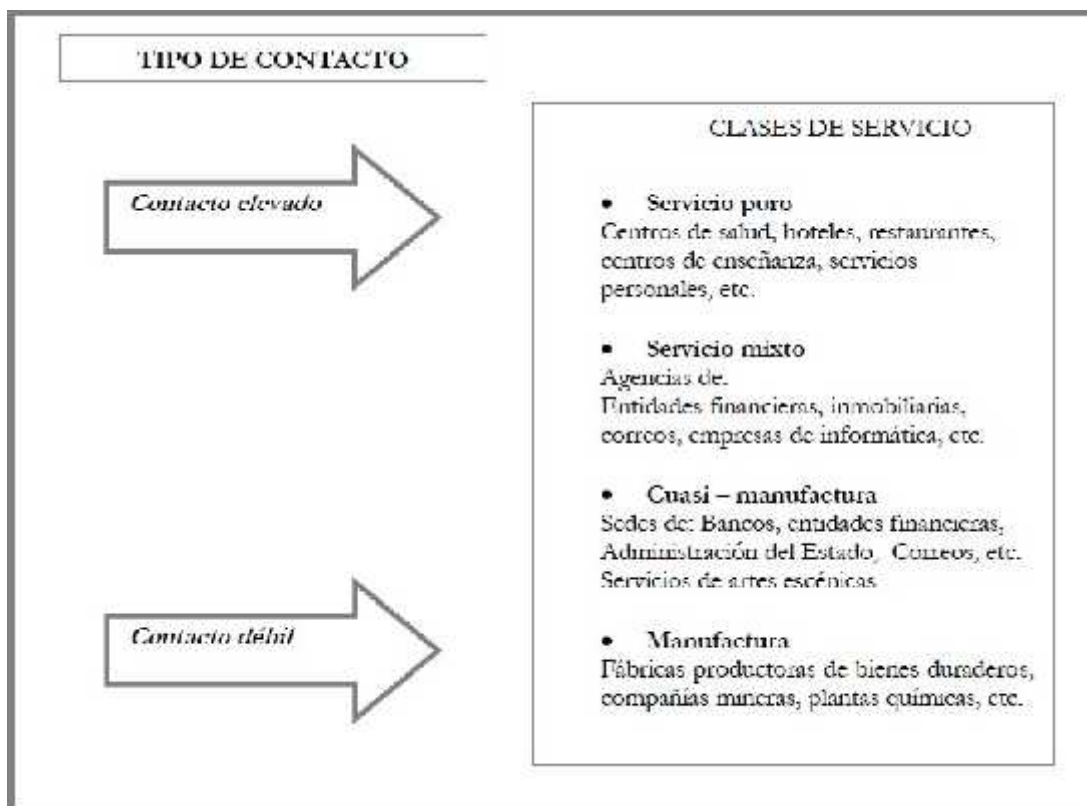 TIPO DE CONTACTO
CLASES DE SERVICIO
Contacto elevado
• Servicio puro
Centros de salud, hoteles, restaurantes,
centros de enseñanza, servicios
personales, etc.
• Servicio mixto
Agencias de:
Entidades financieras, inmobiliarias,
correos, empresas de informática, etc.
• Cuasi – manufactura
Sedes de: Bancos, entidades financieras,
Administración del Estado, Correos, etc.
Servicios de artes escénicas
Contacto débil
• Manufactura
Fábricas productoras de bienes duraderos,
compañías mineras, plantas químicas, etc.